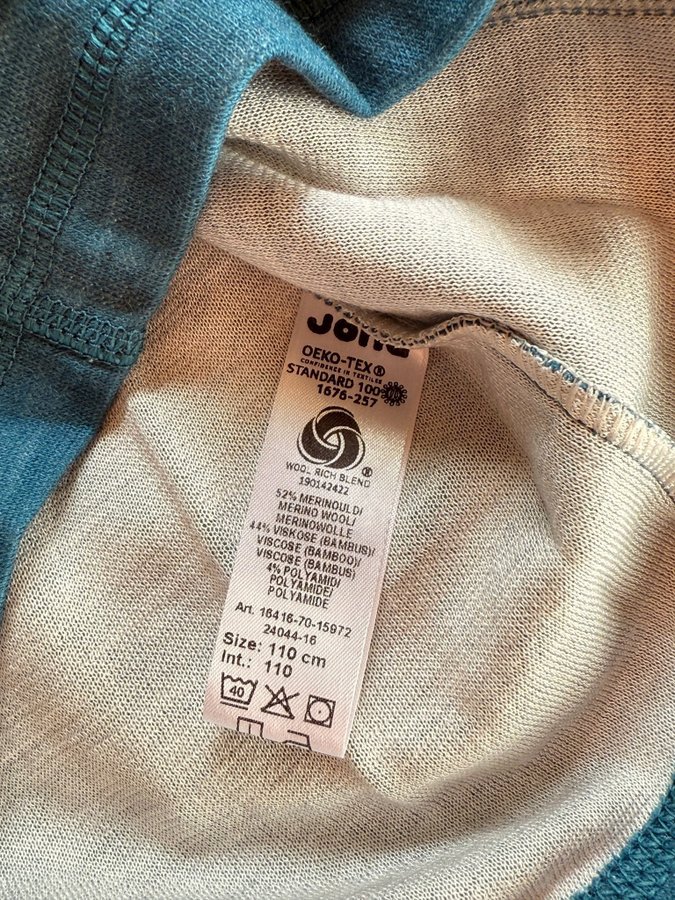 Joha
OEKO-TEX®
CONFIDENCE IN TEXTILES
STANDARD 100
1676-257
®
WOOL RICH BLEND
190142422
52% MERINOULD/
MERINO WOOL/
MERINOWOLLE
44% VISKOSE (BAMBUS)/
VISCOSE (BAMBOO)/
VISCOSE (BAMBUS)
4% POLYAMID/
POLYAMIDE/
POLYAMIDE
Art. 16416-70-15972
24044-16
Size: 110 cm
Int.: 110
40